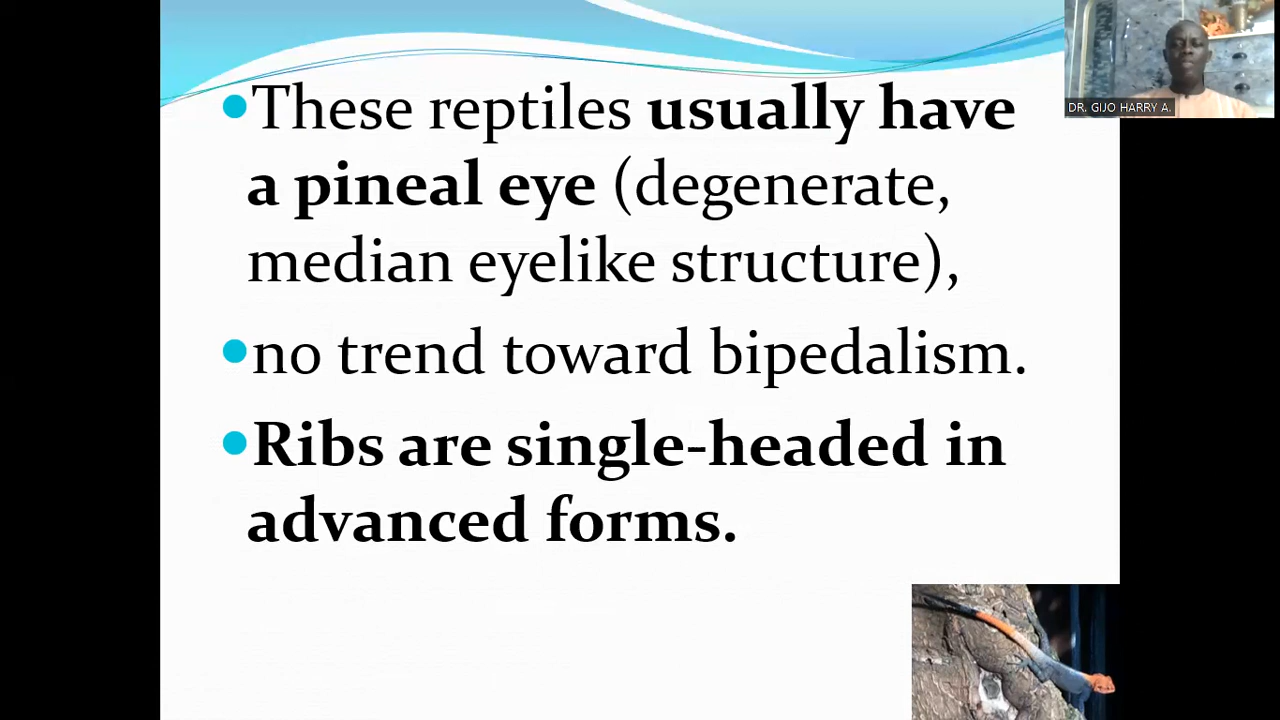 DR. GIJO HARRY A.
•These reptiles usually have
a pineal eye (degenerate,
median eyelike structure),
•no trend toward bipedalism.
•Ribs are single-headed in
advanced forms.